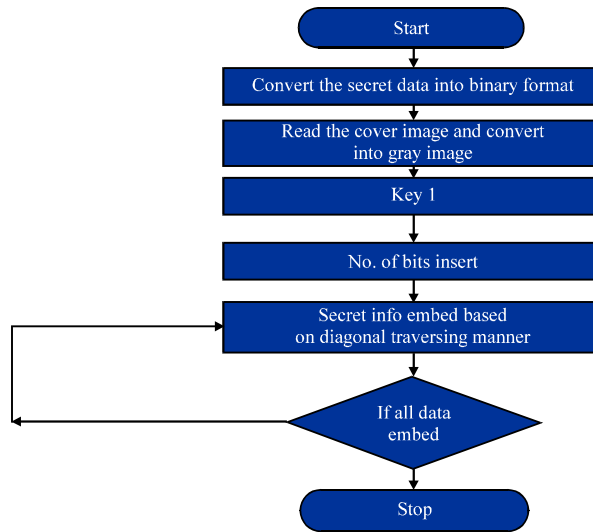 Start
Convert the secret data into binary format
Read the cover image and convert
into gray image
Key 1
No. of bits insert
Secret info embed based
on diagonal traversing manner
If all data
embed
Stop